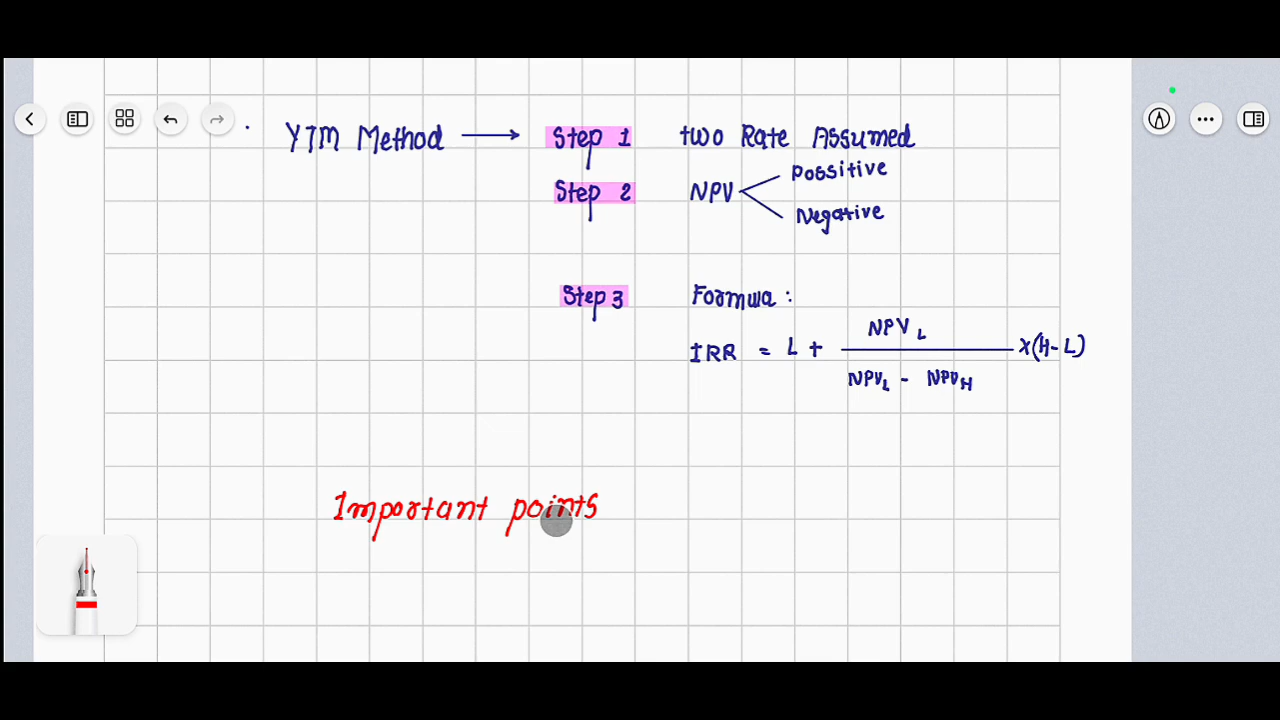 YTM Method → Step 1 two Rate Assumed
Step 2 NPV possitive
Negative
Step 3 Formula :
IRR = L + NPV L / NPVL - NPVH X(H-L)
Important points